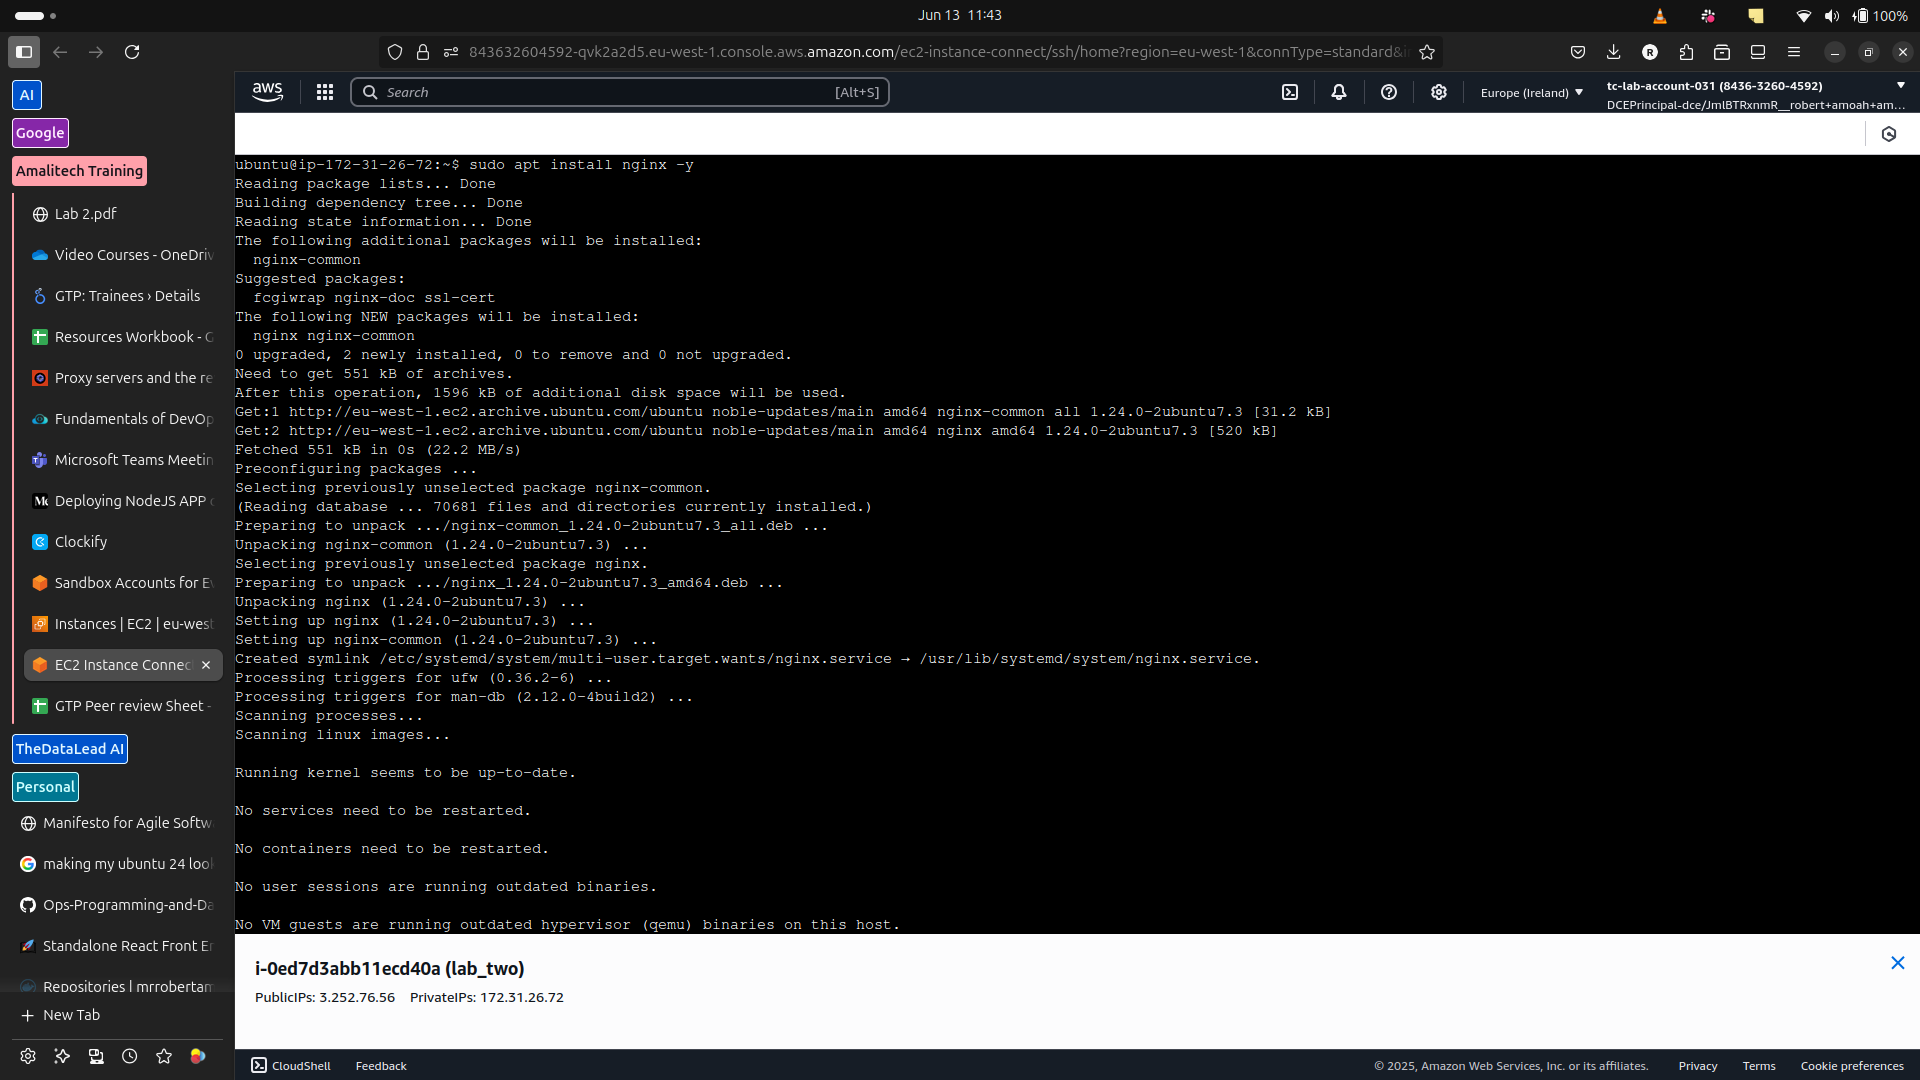 Jun 13 11:43
100%
843632604592-qvk2a2d5.eu-west-1.console.aws.amazon.com/ec2-instance-connect/ssh/home?region=eu-west-1&connType=standard&i
AI
Google
Amalitech Training
Lab 2.pdf
Video Courses - OneDriv
GTP: Trainees › Details
Resources Workbook - G
Proxy servers and the re
Fundamentals of DevOp
Microsoft Teams Meetin
Deploying NodeJS APP
Clockify
Sandbox Accounts for Ev
Instances | EC2 | eu-west
EC2 Instance Connec
GTP Peer review Sheet -
TheDataLead AI
Personal
Manifesto for Agile Softw
making my ubuntu 24 loo
Ops-Programming-and-Da
Standalone React Front En
Repositories | mrrobertam
New Tab
aws
Search
[Alt+S]
Europe (Ireland)
tc-lab-account-031 (8436-3260-4592)
DCEPrincipal-dce/JmlBTRxnmR__robert+amoah+am...
ubuntu@ip-172-31-26-72:~$ sudo apt install nginx -y
Reading package lists... Done
Building dependency tree... Done
Reading state information... Done
The following additional packages will be installed:
  nginx-common
Suggested packages:
  fcgiwrap nginx-doc ssl-cert
The following NEW packages will be installed:
  nginx nginx-common
0 upgraded, 2 newly installed, 0 to remove and 0 not upgraded.
Need to get 551 kB of archives.
After this operation, 1596 kB of additional disk space will be used.
Get:1 http://eu-west-1.ec2.archive.ubuntu.com/ubuntu noble-updates/main amd64 nginx-common all 1.24.0-2ubuntu7.3 [31.2 kB]
Get:2 http://eu-west-1.ec2.archive.ubuntu.com/ubuntu noble-updates/main amd64 nginx amd64 1.24.0-2ubuntu7.3 [520 kB]
Fetched 551 kB in 0s (22.2 MB/s)
Preconfiguring packages ...
Selecting previously unselected package nginx-common.
(Reading database ... 70681 files and directories currently installed.)
Preparing to unpack .../nginx-common_1.24.0-2ubuntu7.3_all.deb ...
Unpacking nginx-common (1.24.0-2ubuntu7.3) ...
Selecting previously unselected package nginx.
Preparing to unpack .../nginx_1.24.0-2ubuntu7.3_amd64.deb ...
Unpacking nginx (1.24.0-2ubuntu7.3) ...
Setting up nginx (1.24.0-2ubuntu7.3) ...
Setting up nginx-common (1.24.0-2ubuntu7.3) ...
Created symlink /etc/systemd/system/multi-user.target.wants/nginx.service → /usr/lib/systemd/system/nginx.service.
Processing triggers for ufw (0.36.2-6) ...
Processing triggers for man-db (2.12.0-4build2) ...
Scanning processes...
Scanning linux images...
Running kernel seems to be up-to-date.
No services need to be restarted.
No containers need to be restarted.
No user sessions are running outdated binaries.
No VM guests are running outdated hypervisor (qemu) binaries on this host.
i-0ed7d3abb11ecd40a (lab_two)
PublicIPs: 3.252.76.56 PrivateIPs: 172.31.26.72
CloudShell
Feedback
© 2025, Amazon Web Services, Inc. or its affiliates.
Privacy
Terms
Cookie preferences